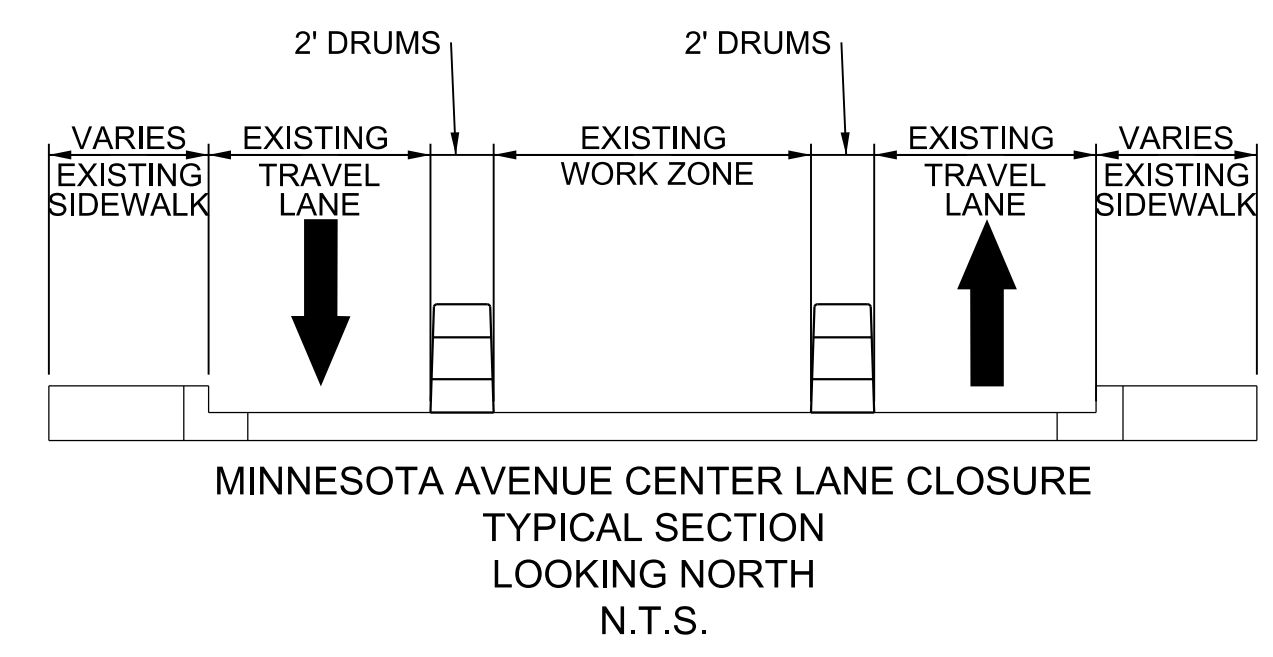 2' DRUMS
2' DRUMS
VARIES
EXISTING
SIDEWALK
EXISTING
TRAVEL
LANE
EXISTING
WORK ZONE
EXISTING
TRAVEL
LANE
VARIES
EXISTING
SIDEWALK
MINNESOTA AVENUE CENTER LANE CLOSURE
TYPICAL SECTION
LOOKING NORTH
N.T.S.